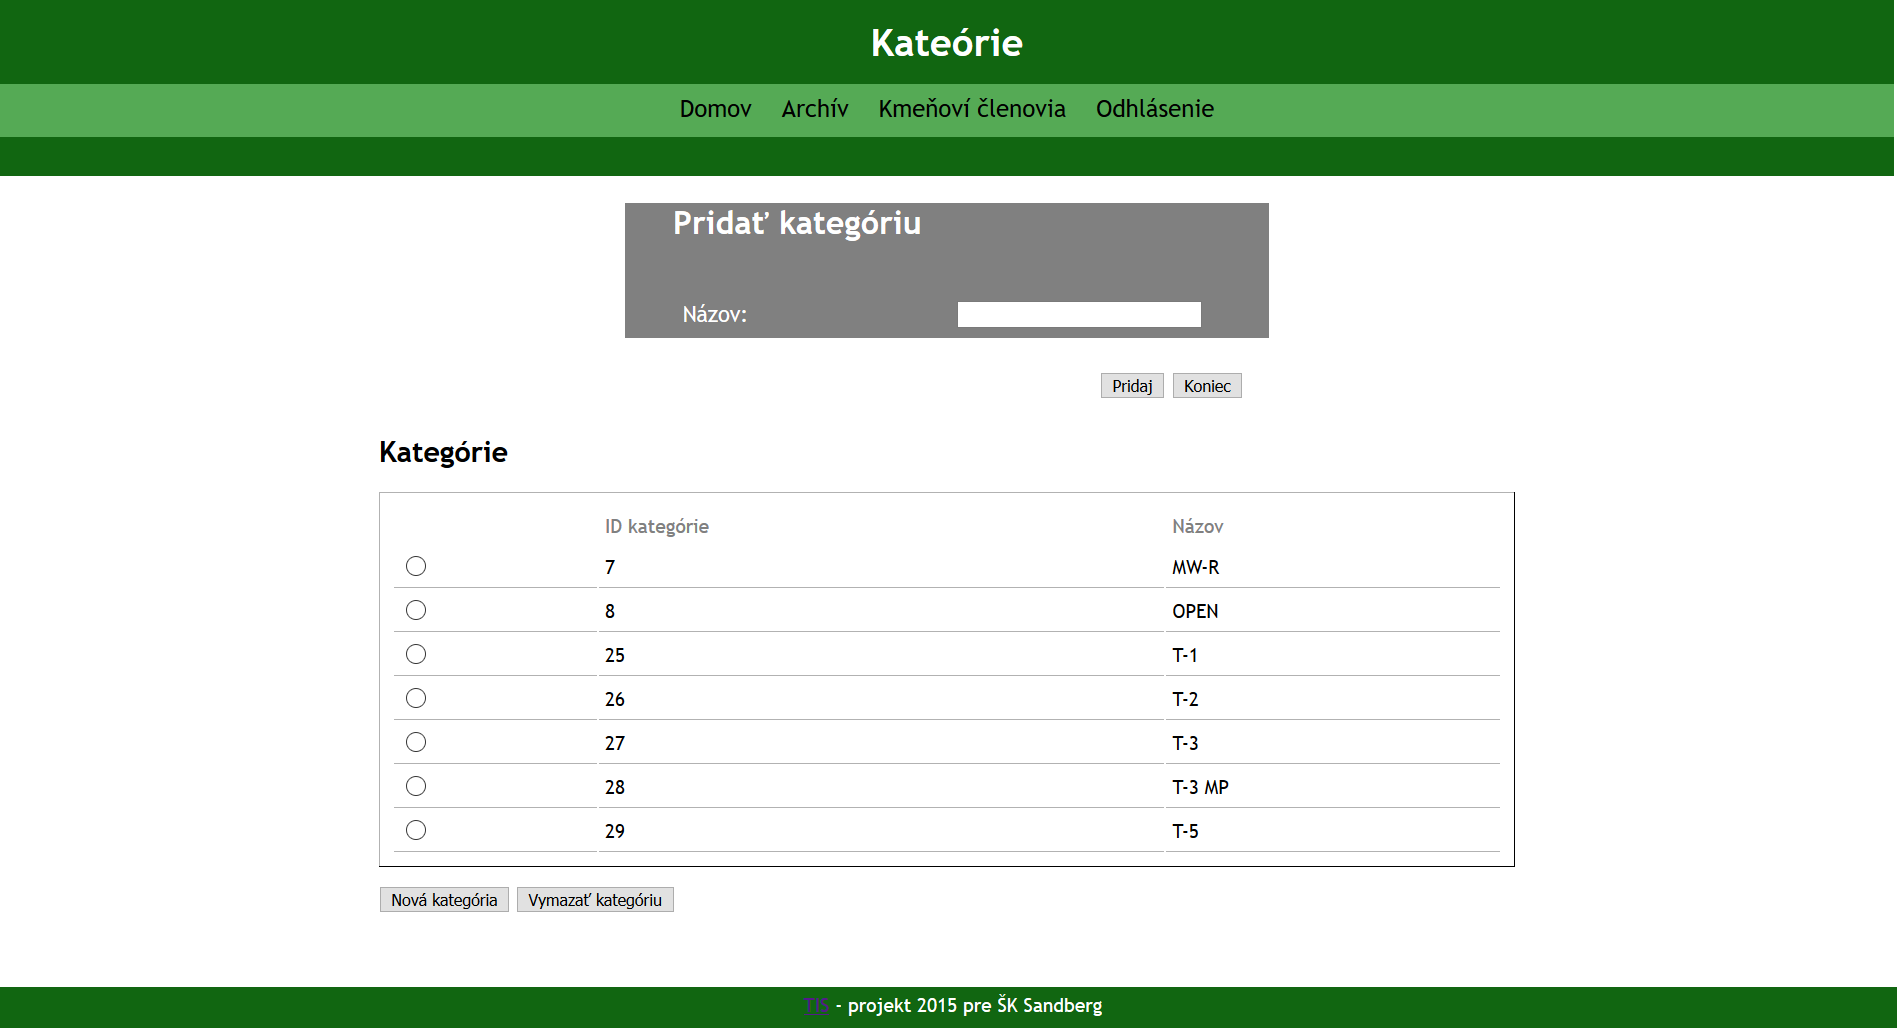 Kateórie
Domov Archív Kmeňoví členovia Odhlásenie
Pridať kategóriu
Názov:
Pridaj Koniec
Kategórie
ID kategórie Názov
7 MW-R
8 OPEN
25 T-1
26 T-2
27 T-3
28 T-3 MP
29 T-5
Nová kategória Vymazať kategóriu
TIS - projekt 2015 pre ŠK Sandberg